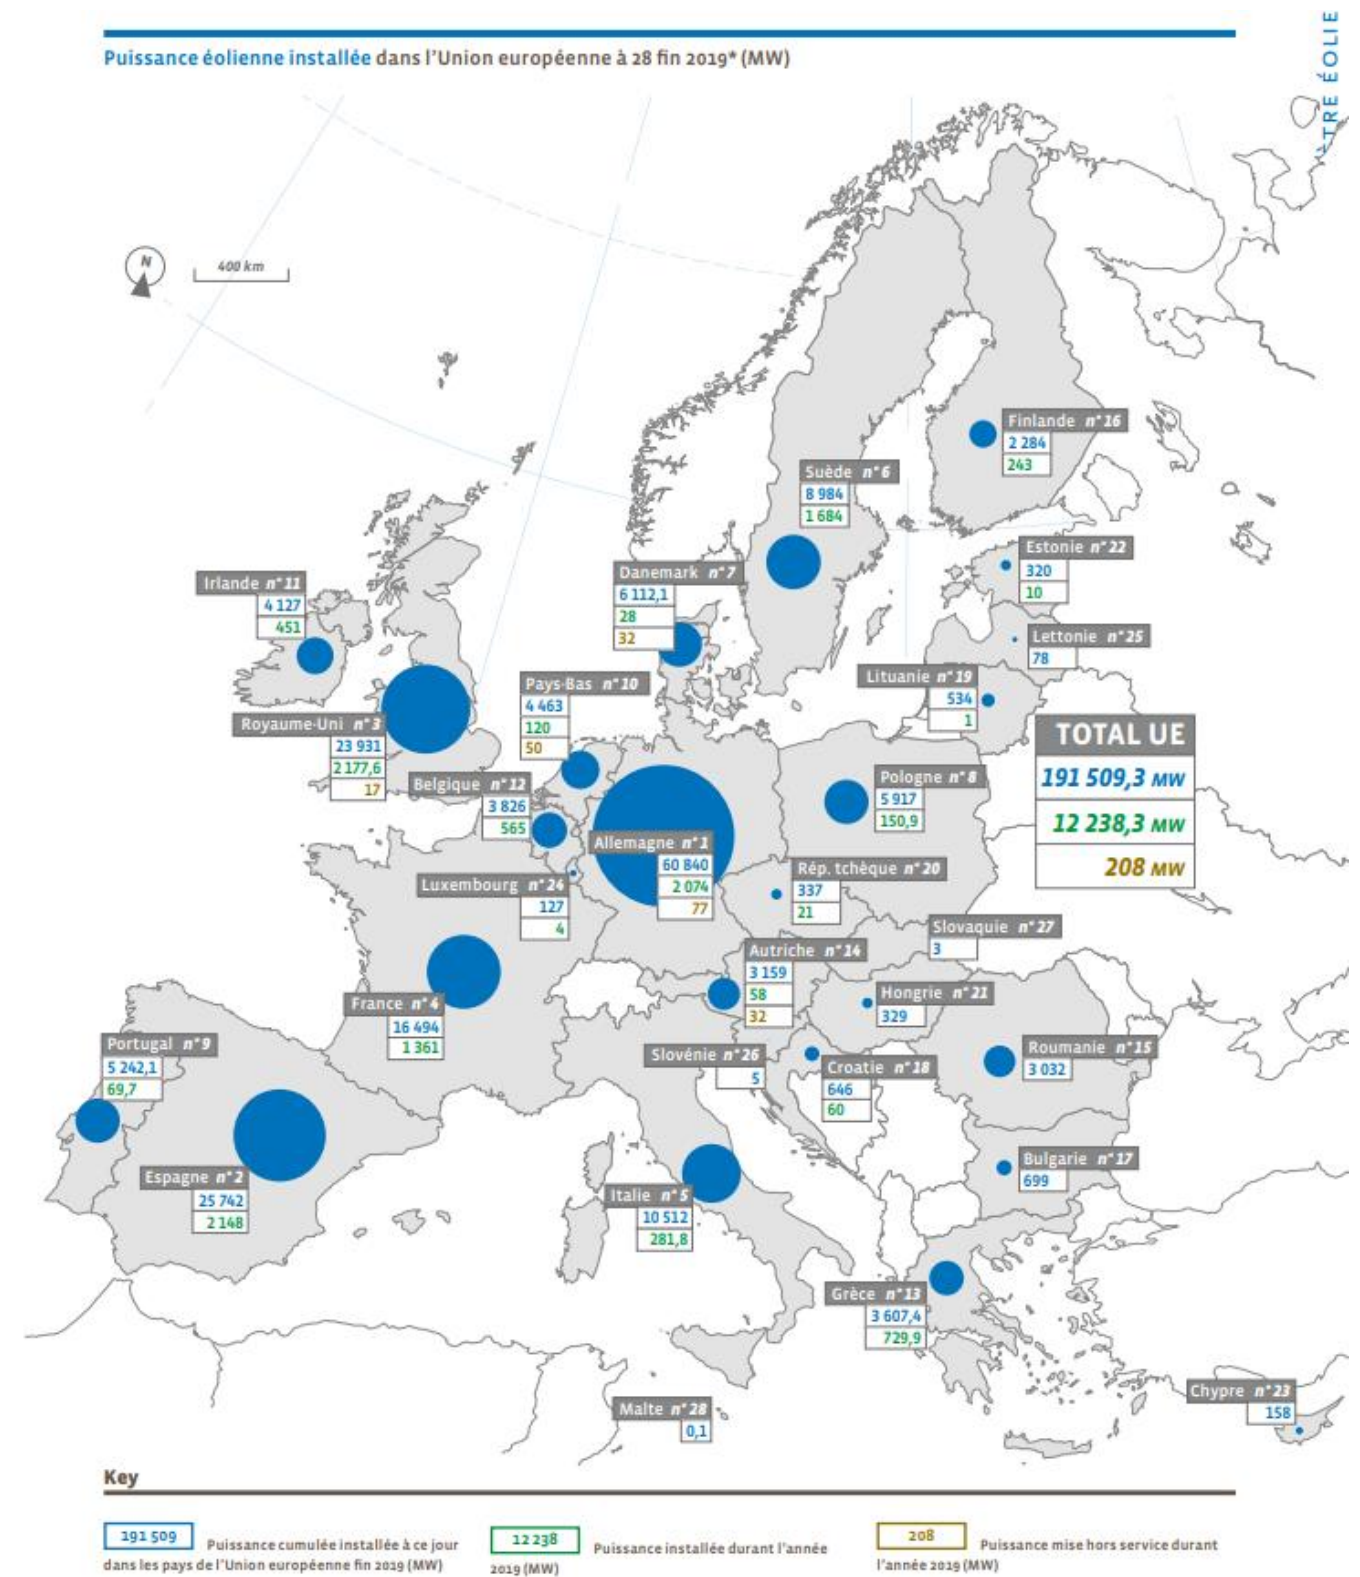 TRE ÉOLIE
Puissance éolienne installée dans l'Union européenne à 28 fin 2019* (MW)
N
400 km
Finlande n° 16
2 284
243
Suède n° 6
8 984
1 684
Estonie n° 22
320
10
Irlande n° 11
4 127
451
Danemark n° 7
6 112,1
28
32
Lettonie n° 25
78
Lituanie n° 19
534
1
Pays-Bas n° 10
4 463
120
50
Royaume-Uni n° 3
23 931
2 177,6
17
TOTAL UE
191 509,3 MW
12 238,3 MW
208 MW
Belgique n° 12
3 826
565
Pologne n° 8
5 917
150,9
Allemagne n° 1
60 840
2 074
77
Luxembourg n° 24
127
4
Rép. tchèque n° 20
337
21
Slovaquie n° 27
3
Autriche n° 14
3 159
58
32
Hongrie n° 21
329
France n° 4
16 494
1 361
Portugal n° 9
5 242,1
69,7
Slovénie n° 26
5
Croatie n° 18
646
60
Roumanie n° 15
3 032
Espagne n° 2
25 742
2 148
Italie n° 5
10 512
281,8
Bulgarie n° 17
699
Grèce n° 13
3 607,4
729,9
Malte n° 28
0,1
Chypre n° 23
158
Key
191 509 Puissance cumulée installée à ce jour
dans les pays de l'Union européenne fin 2019 (MW)
12 238 Puissance installée durant l'année
2019 (MW)
208 Puissance mise hors service durant
l'année 2019 (MW)